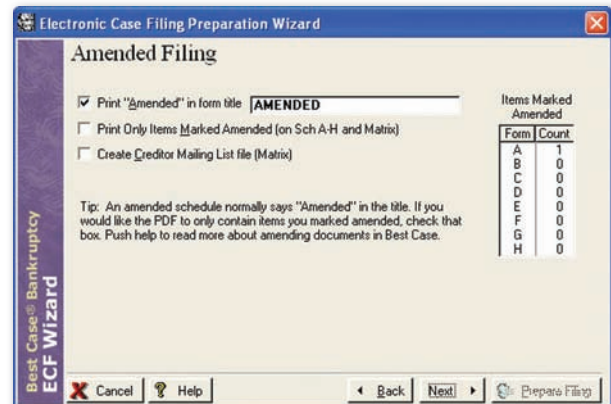 Electronic Case Filing Preparation Wizard
Amended Filing
Print "Amended" in form title AMENDED
Print Only Items Marked Amended (on Sch A-H and Matrix)
Create Creditor Mailing List file (Matrix)
Tip: An amended schedule normally says "Amended" in the title. If you
would like the PDF to only contain items you marked amended, check that
box. Push help to read more about amending documents in Best Case.
Items Marked
Amended
Form Count
A 1
B 0
C 0
D 0
E 0
F 0
G 0
H 0
Best Case® Bankruptcy
ECF Wizard
Cancel Help Back Next Prepare Filing